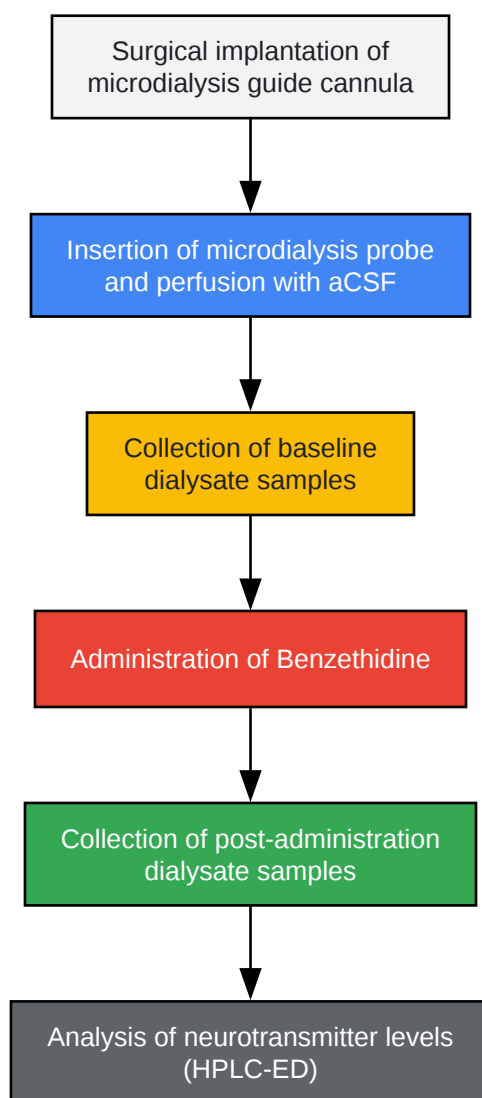 Surgical implantation of
microdialysis guide cannula
Insertion of microdialysis probe
and perfusion with aCSF
Collection of baseline
dialysate samples
Administration of Benzethidine
Collection of post-administration
dialysate samples
Analysis of neurotransmitter levels
(HPLC-ED)